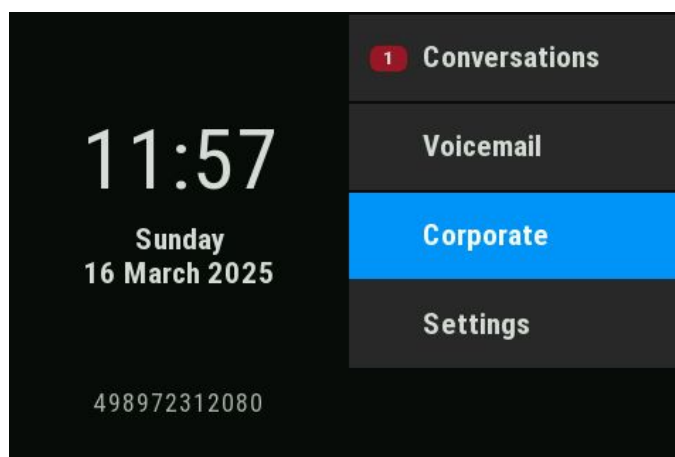 11:57
Sunday
16 March 2025
498972312080
1 Conversations
Voicemail
Corporate
Settings